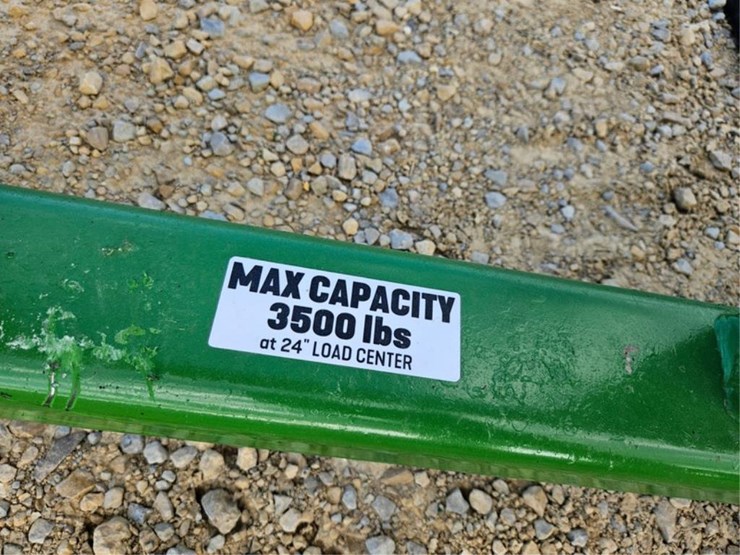 MAX CAPACITY
3500 lbs
at 24" LOAD CENTER